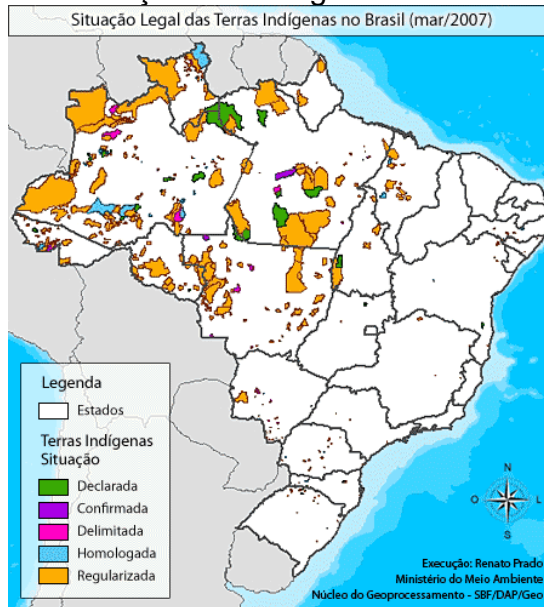 Situação Legal das Terras Indígenas no Brasil (mar/2007)
Legenda
Estados
Terras Indígenas
Situação
Declarada
Confirmada
Delimitada
Homologada
Regularizada
N
O
L
S
Execução: Renato Prado
Ministério do Meio Ambiente
Núcleo do Geoprocessamento - SBF/DAP/Geo